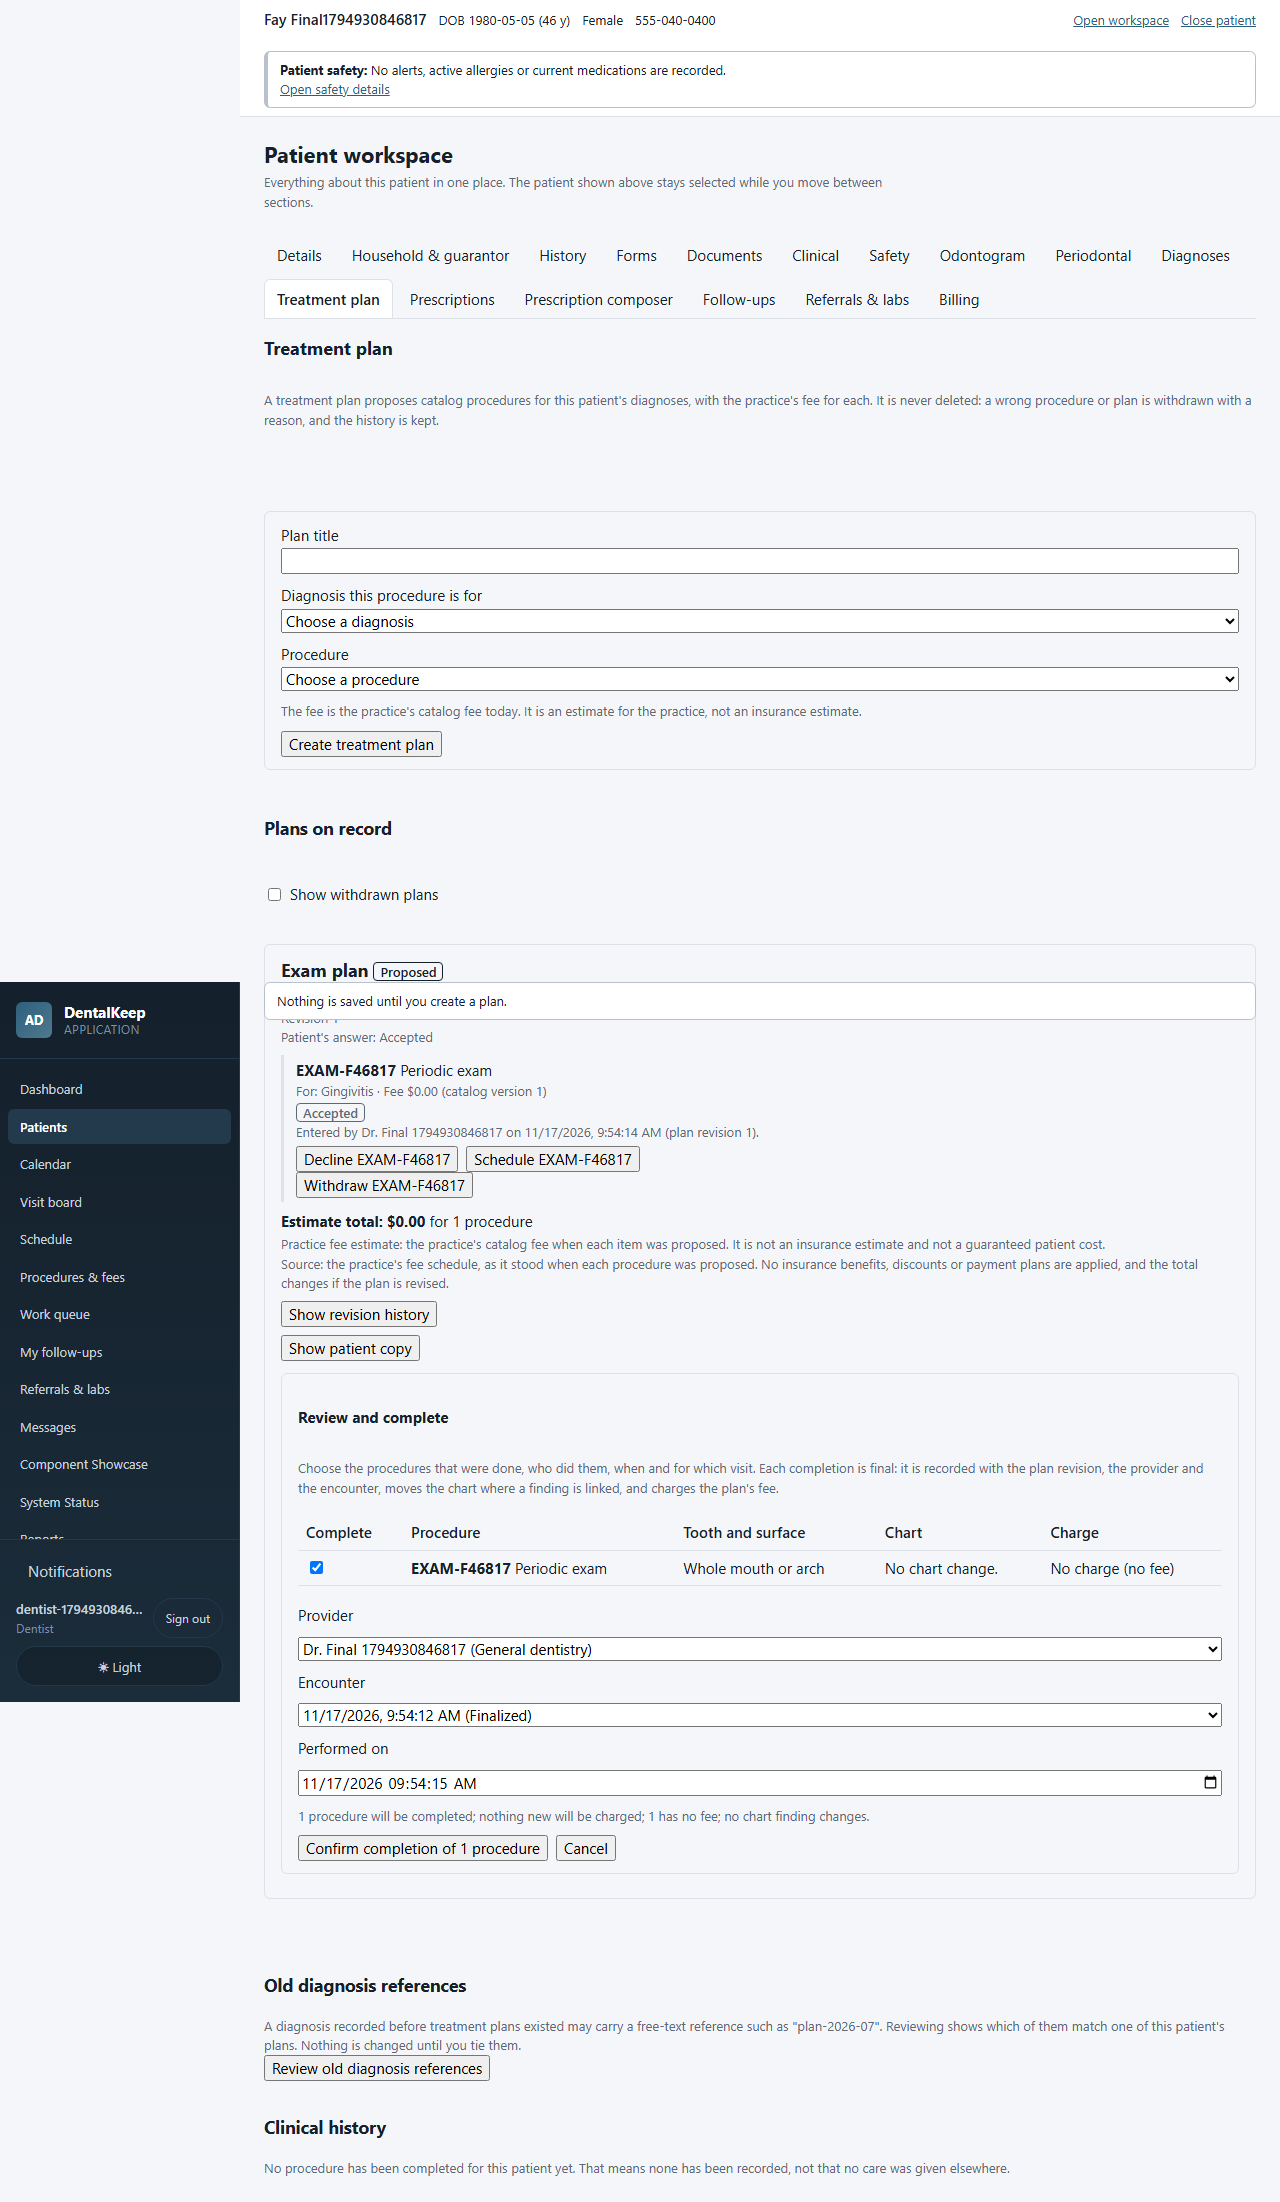 Fay Final1794930846817 DOB 1980-05-05 (46 y) Female 555-040-0400 Open workspace Close patient
Patient safety: No alerts, active allergies or current medications are recorded.
Open safety details
Patient workspace
Everything about this patient in one place. The patient shown above stays selected while you move between
sections.
Details Household & guarantor History Forms Documents Clinical Safety Odontogram Periodontal Diagnoses
Treatment plan Prescriptions Prescription composer Follow-ups Referrals & labs Billing
Treatment plan
A treatment plan proposes catalog procedures for this patient's diagnoses, with the practice's fee for each. It is never deleted: a wrong procedure or plan is withdrawn with a
reason, and the history is kept.
Plan title
Diagnosis this procedure is for
Choose a diagnosis
Procedure
Choose a procedure
The fee is the practice's catalog fee today. It is an estimate for the practice, not an insurance estimate.
Create treatment plan
Plans on record
Show withdrawn plans
Exam plan Proposed
Nothing is saved until you create a plan.
Patient's answer: Accepted
EXAM-F46817 Periodic exam
For: Gingivitis · Fee $0.00 (catalog version 1)
Accepted
Entered by Dr. Final 1794930846817 on 11/17/2026, 9:54:14 AM (plan revision 1).
Decline EXAM-F46817 Schedule EXAM-F46817
Withdraw EXAM-F46817
Estimate total: $0.00 for 1 procedure
Practice fee estimate: the practice's catalog fee when each item was proposed. It is not an insurance estimate and not a guaranteed patient cost.
Source: the practice's fee schedule, as it stood when each procedure was proposed. No insurance benefits, discounts or payment plans are applied, and the total
changes if the plan is revised.
Show revision history
Show patient copy
Review and complete
Choose the procedures that were done, who did them, when and for which visit. Each completion is final: it is recorded with the plan revision, the provider and
the encounter, moves the chart where a finding is linked, and charges the plan's fee.
Complete Procedure Tooth and surface Chart Charge
EXAM-F46817 Periodic exam Whole mouth or arch No chart change. No charge (no fee)
Provider
Dr. Final 1794930846817 (General dentistry)
Encounter
11/17/2026, 9:54:12 AM (Finalized)
Performed on
11/17/2026 09:54:15 AM
1 procedure will be completed; nothing new will be charged; 1 has no fee; no chart finding changes.
Confirm completion of 1 procedure Cancel
Old diagnosis references
A diagnosis recorded before treatment plans existed may carry a free-text reference such as "plan-2026-07". Reviewing shows which of them match one of this patient's
plans. Nothing is changed until you tie them.
Review old diagnosis references
Clinical history
No procedure has been completed for this patient yet. That means none has been recorded, not that no care was given elsewhere.
AD DentalKeep
APPLICATION
Dashboard
Patients
Calendar
Visit board
Schedule
Procedures & fees
Work queue
My follow-ups
Referrals & labs
Messages
Component Showcase
System Status
Notifications
dentist-1794930846...
Dentist
Sign out
☀ Light